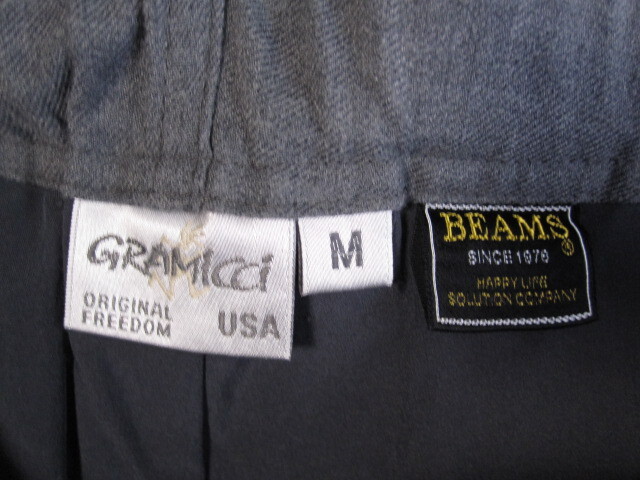 GRAMICCi
ORIGINAL
FREEDOM
USA
M
BEAMS®
SINCE 1976
HAPPY LIFE
SOLUTION COMPANY